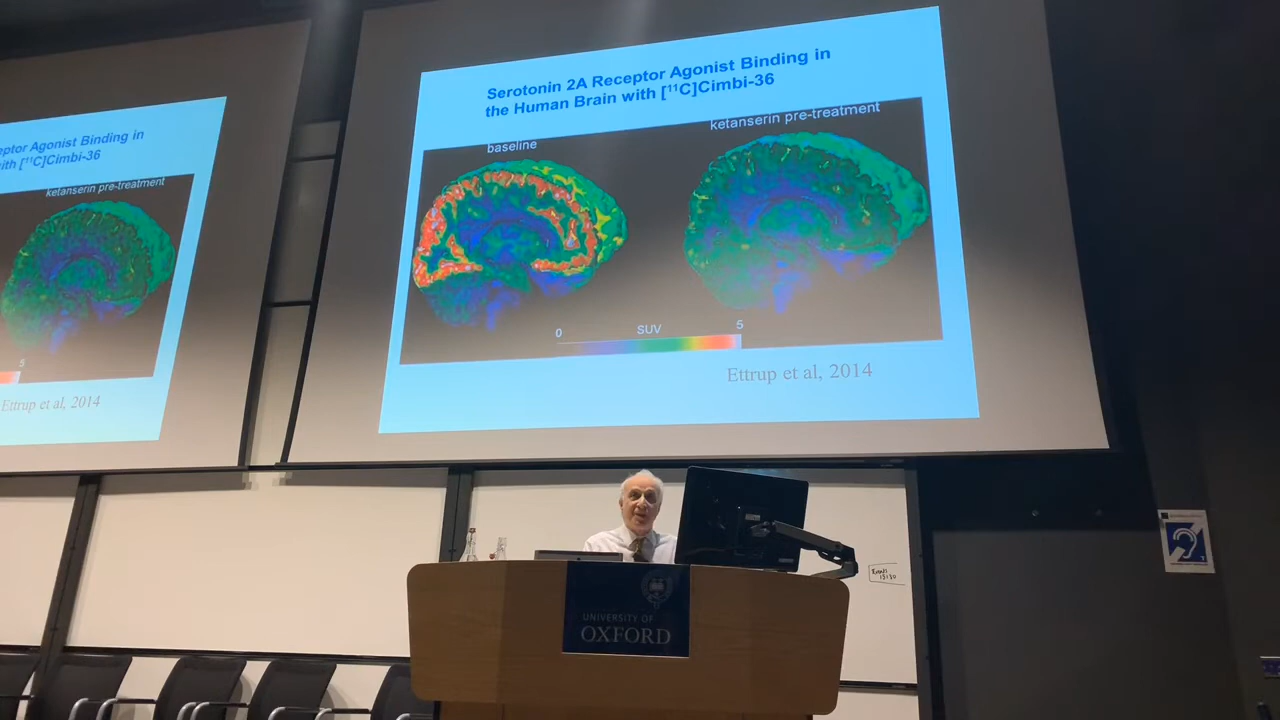 eptor Agonist Binding in
with [¹¹C]Cimbi-36
ketanserin pre-treatment
5
Ettrup et al, 2014
Serotonin 2A Receptor Agonist Binding in
the Human Brain with [¹¹C]Cimbi-36
baseline
ketanserin pre-treatment
0
SUV
5
Ettrup et al, 2014
UNIVERSITY OF
OXFORD